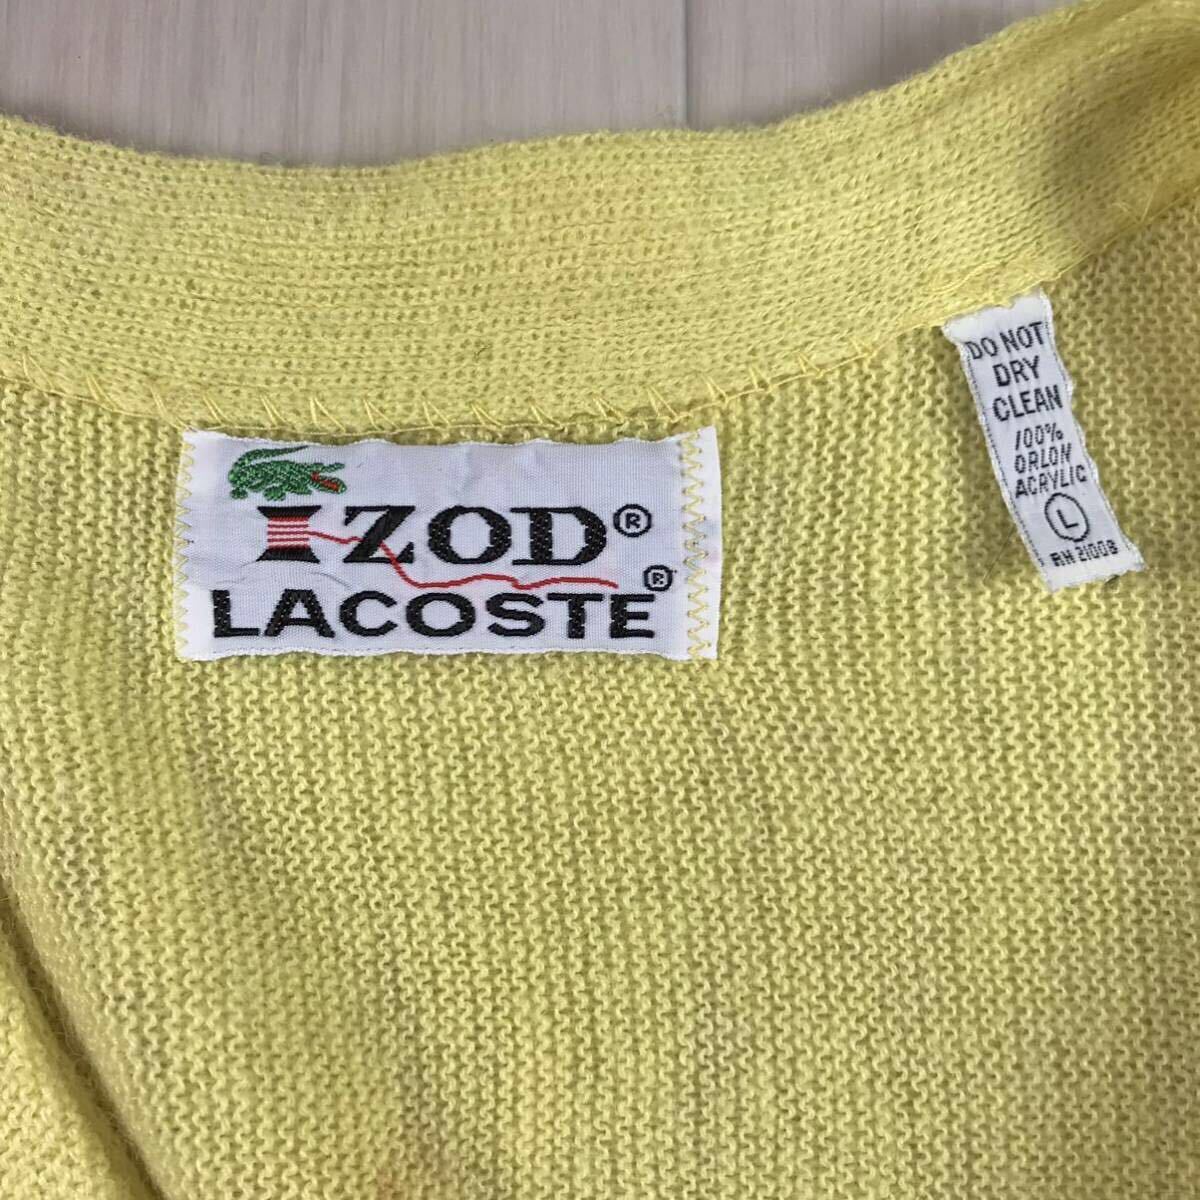 IZOD®
LACOSTE®
DO NOT
DRY
CLEAN
100%
ORLON
ACRYLIC
L
RN 21008